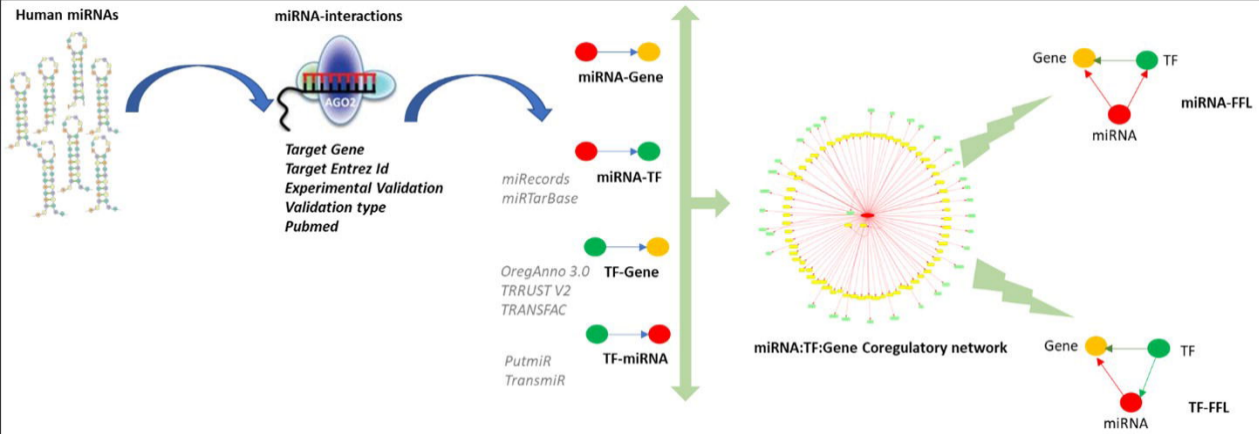 Human miRNAs
miRNA-interactions
AGO2
Target Gene
Target Entrez Id
Experimental Validation
Validation type
Pubmed
miRNA-Gene
miRNA-TF
miRecords
miRTarBase
TF-Gene
OregAnno 3.0
TRRUST V2
TRANSFAC
TF-miRNA
PutmiR
TransmiR
miRNA:TF:Gene Coregulatory network
Gene
TF
miRNA
miRNA-FFL
Gene
TF
miRNA
TF-FFL